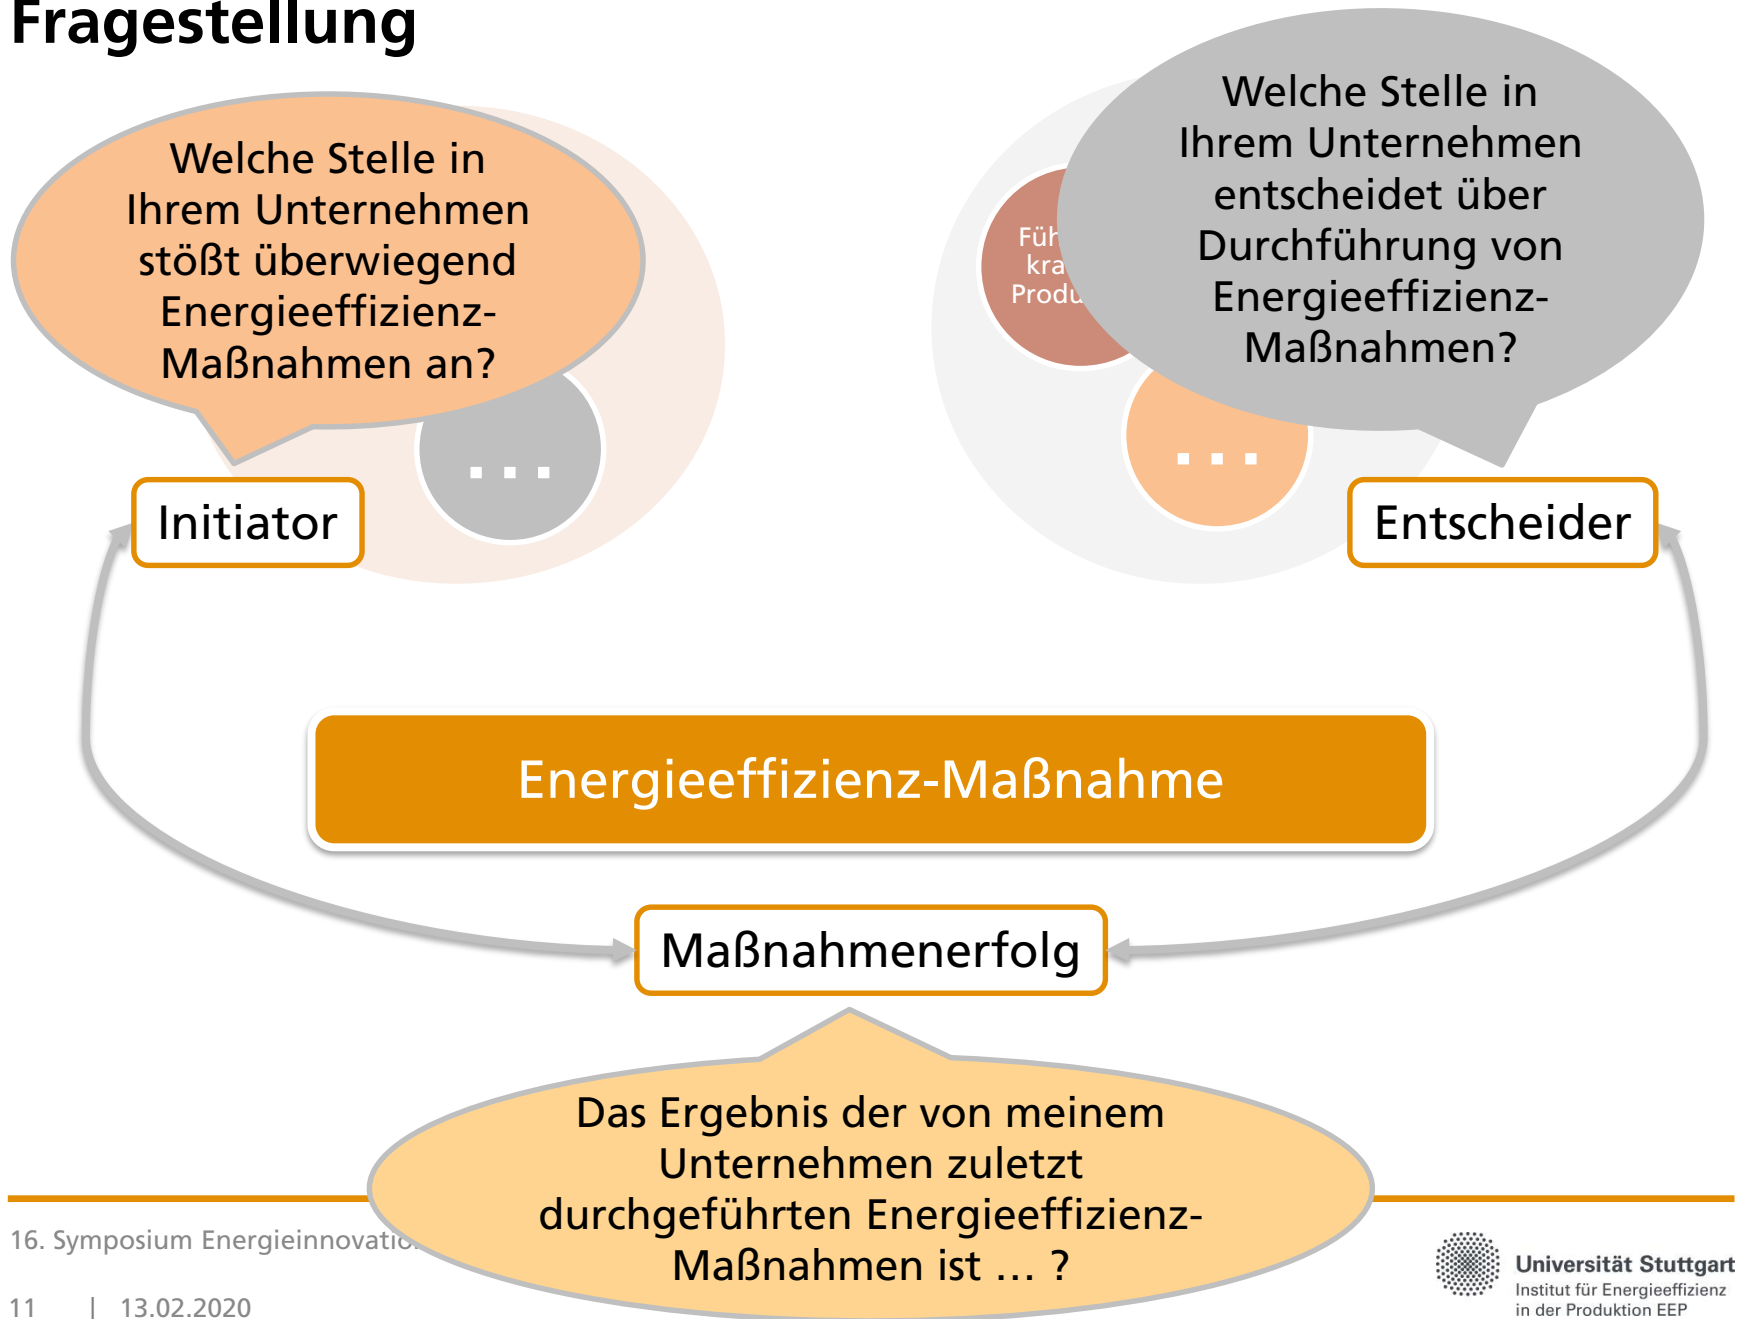 Fragestellung
Welche Stelle in
Ihrem Unternehmen
stößt überwiegend
Energieeffizienz-
Maßnahmen an?
Welche Stelle in
Ihrem Unternehmen
entscheidet über
Durchführung von
Energieeffizienz-
Maßnahmen?
...
...
Initiator
Entscheider
Energieeffizienz-Maßnahme
Maßnahmenerfolg
Das Ergebnis der von meinem
Unternehmen zuletzt
durchgeführten Energieeffizienz-
Maßnahmen ist ... ?
16. Symposium
11 | 13.02.2020
Universität Stuttgart
Institut für Energieeffizienz
in der Produktion EEP